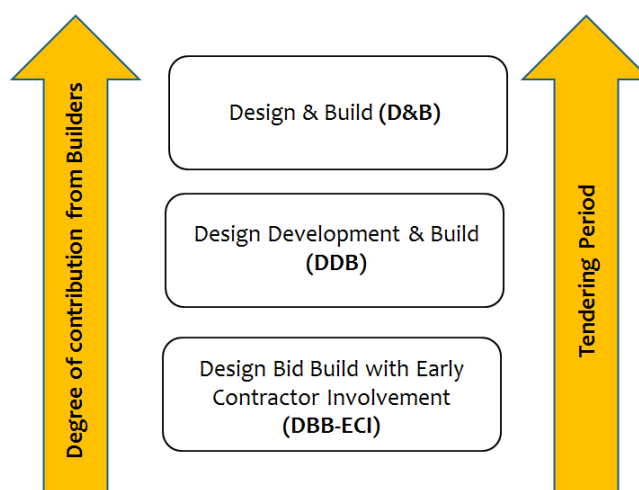 Degree of contribution from Builders
Design & Build (D&B)
Design Development & Build
(DDB)
Design Bid Build with Early
Contractor Involvement
(DBB-ECI)
Tendering Period